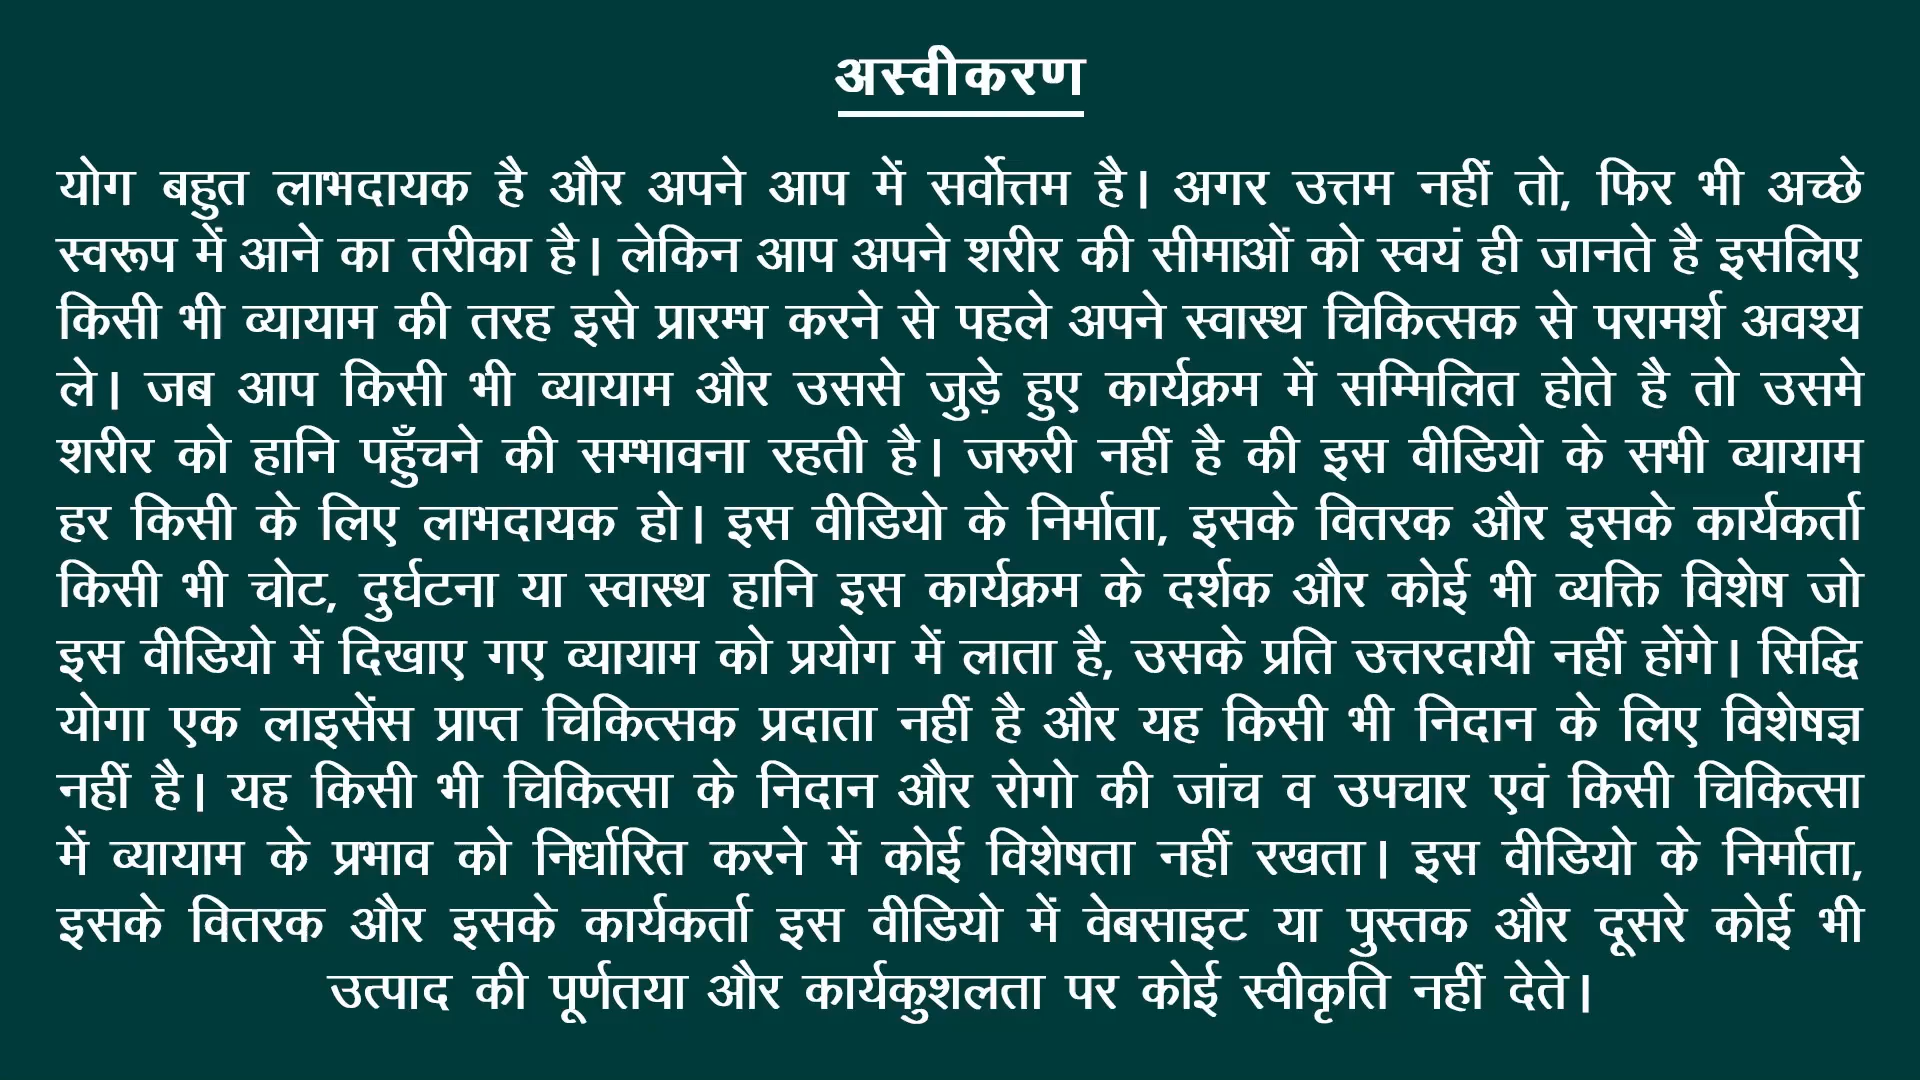 अस्वीकरण
योग बहुत लाभदायक है और अपने आप में सर्वोत्तम है। अगर उत्तम नहीं तो, फिर भी अच्छे
स्वरूप में आने का तरीका है। लेकिन आप अपने शरीर की सीमाओं को स्वयं ही जानते है इसलिए
किसी भी व्यायाम की तरह इसे प्रारम्भ करने से पहले अपने स्वास्थ चिकित्सक से परामर्श अवश्य
ले। जब आप किसी भी व्यायाम और उससे जुड़े हुए कार्यक्रम में सम्मिलित होते है तो उसमे
शरीर को हानि पहुँचने की सम्भावना रहती है। जरुरी नहीं है की इस वीडियो के सभी व्यायाम
हर किसी के लिए लाभदायक हो। इस वीडियो के निर्माता, इसके वितरक और इसके कार्यकर्ता
किसी भी चोट, दुर्घटना या स्वास्थ हानि इस कार्यक्रम के दर्शक और कोई भी व्यक्ति विशेष जो
इस वीडियो में दिखाए गए व्यायाम को प्रयोग में लाता है, उसके प्रति उत्तरदायी नहीं होंगे। सिद्धि
योगा एक लाइसेंस प्राप्त चिकित्सक प्रदाता नहीं है और यह किसी भी निदान के लिए विशेषज्ञ
नहीं है। यह किसी भी चिकित्सा के निदान और रोगो की जांच व उपचार एवं किसी चिकित्सा
में व्यायाम के प्रभाव को निर्धारित करने में कोई विशेषता नहीं रखता। इस वीडियो के निर्माता,
इसके वितरक और इसके कार्यकर्ता इस वीडियो में वेबसाइट या पुस्तक और दूसरे कोई भी
उत्पाद की पूर्णतया और कार्यकुशलता पर कोई स्वीकृति नहीं देते।